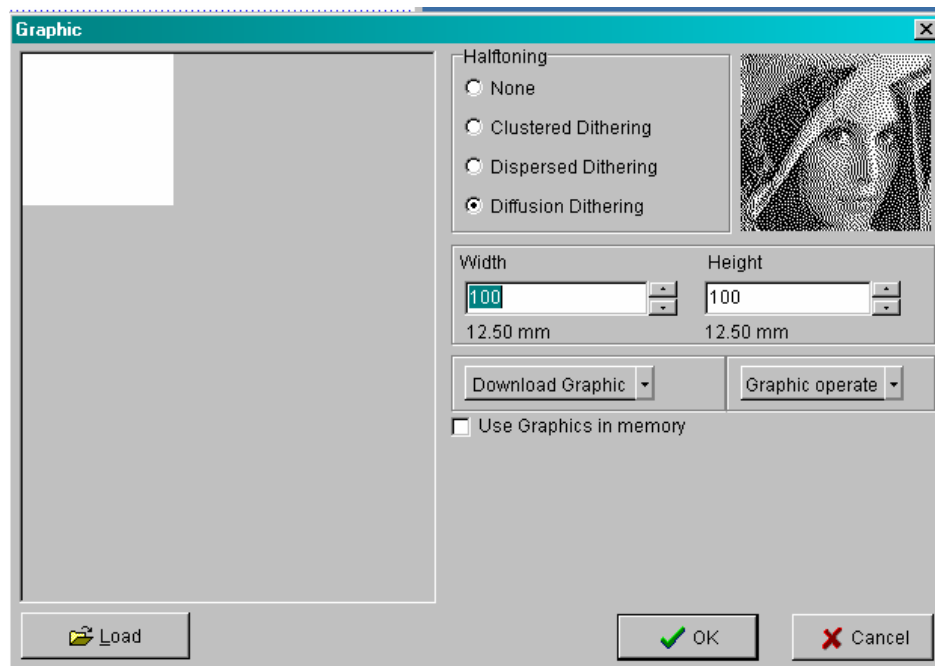 Graphic
Halftoning
None
Clustered Dithering
Dispersed Dithering
Diffusion Dithering
Width
Height
100
100
12.50 mm
12.50 mm
Download Graphic
Graphic operate
Use Graphics in memory
Load
OK
Cancel